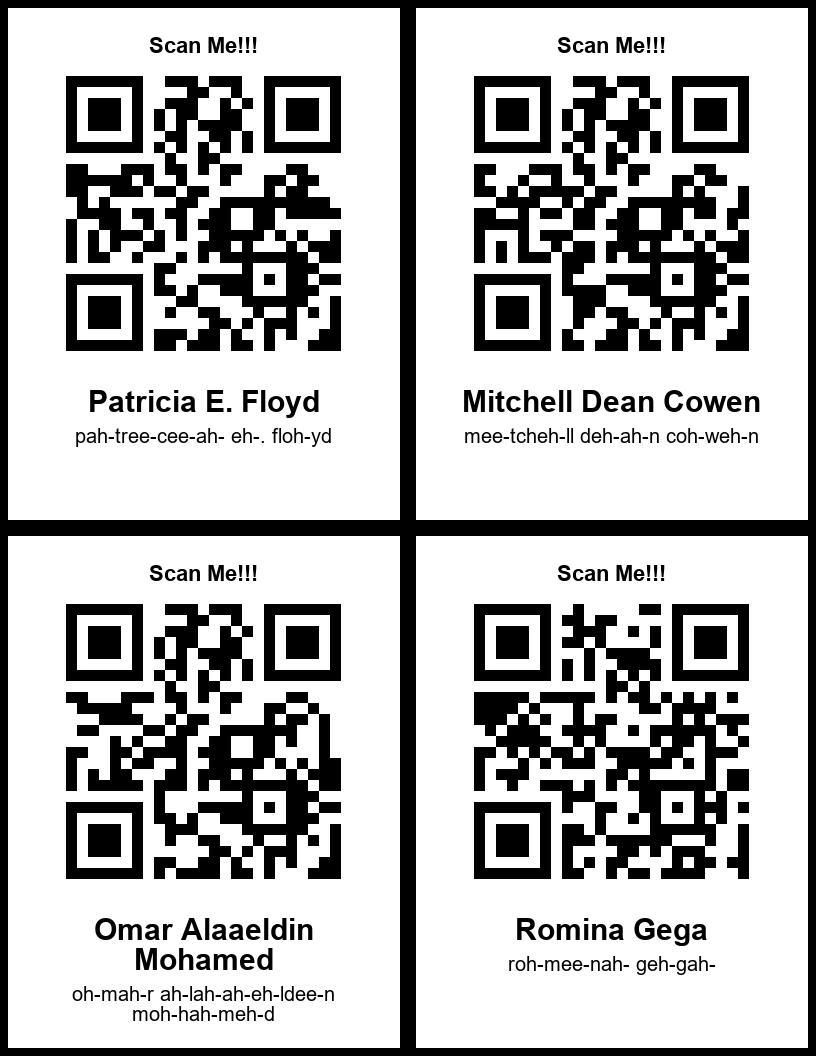 Scan Me!!!
Patricia E. Floyd
pah-tree-cee-ah- eh-. floh-yd
Scan Me!!!
Mitchell Dean Cowen
mee-tcheh-ll deh-ah-n coh-weh-n
Scan Me!!!
Omar Alaaeldin
Mohamed
oh-mah-r ah-lah-ah-eh-ldee-n
moh-hah-meh-d
Scan Me!!!
Romina Gega
roh-mee-nah- geh-gah-